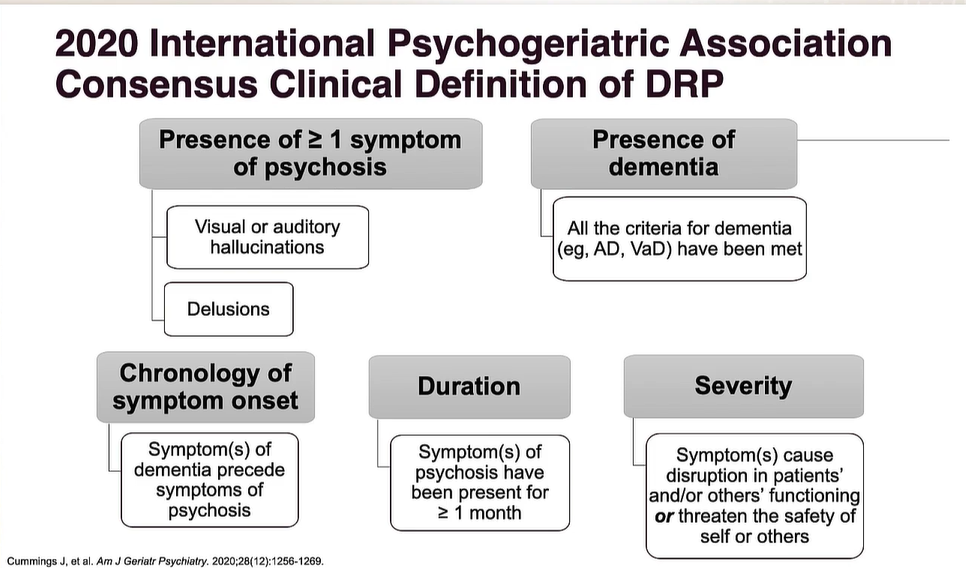 2020 International Psychogeriatric Association
Consensus Clinical Definition of DRP
Presence of ≥ 1 symptom
of psychosis
Visual or auditory
hallucinations
Delusions
Presence of
dementia
All the criteria for dementia
(eg, AD, VaD) have been met
Chronology of
symptom onset
Symptom(s) of
dementia precede
symptoms of
psychosis
Duration
Symptom(s) of
psychosis have
been present for
≥ 1 month
Severity
Symptom(s) cause
disruption in patients’
and/or others’ functioning
or threaten the safety of
self or others
Cummings J, et al. Am J Geriatr Psychiatry. 2020;28(12):1256-1269.